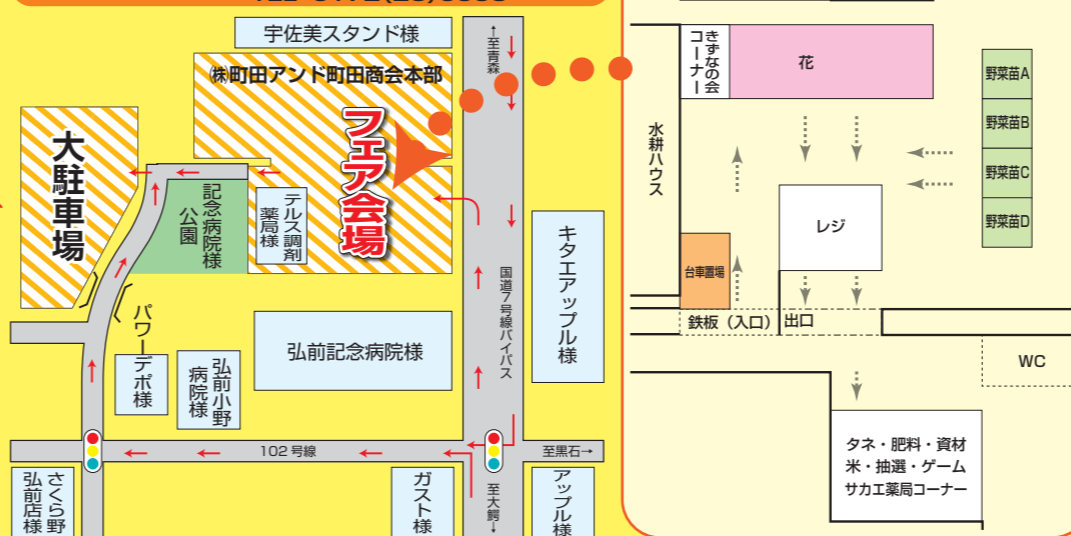 宇佐美スタンド様
㈱町田アンド町田商会本部
フェア会場
大駐車場
記念病院様
公園
テルス調剤
薬局様
↑至青森
国道7号線バイパス
キタエアップル様
パワーデポ様
弘前小野
病院様
弘前記念病院様
102号線
至黒石→
さくら野
弘前店様
ガスト様
至大鰐→
アップル様
きずなの会
コーナー
花
野菜苗A
野菜苗B
野菜苗C
野菜苗D
水耕ハウス
レジ
台車置場
鉄板（入口）
出口
WC
タネ・肥料・資材
米・抽選・ゲーム
サカエ薬局コーナー